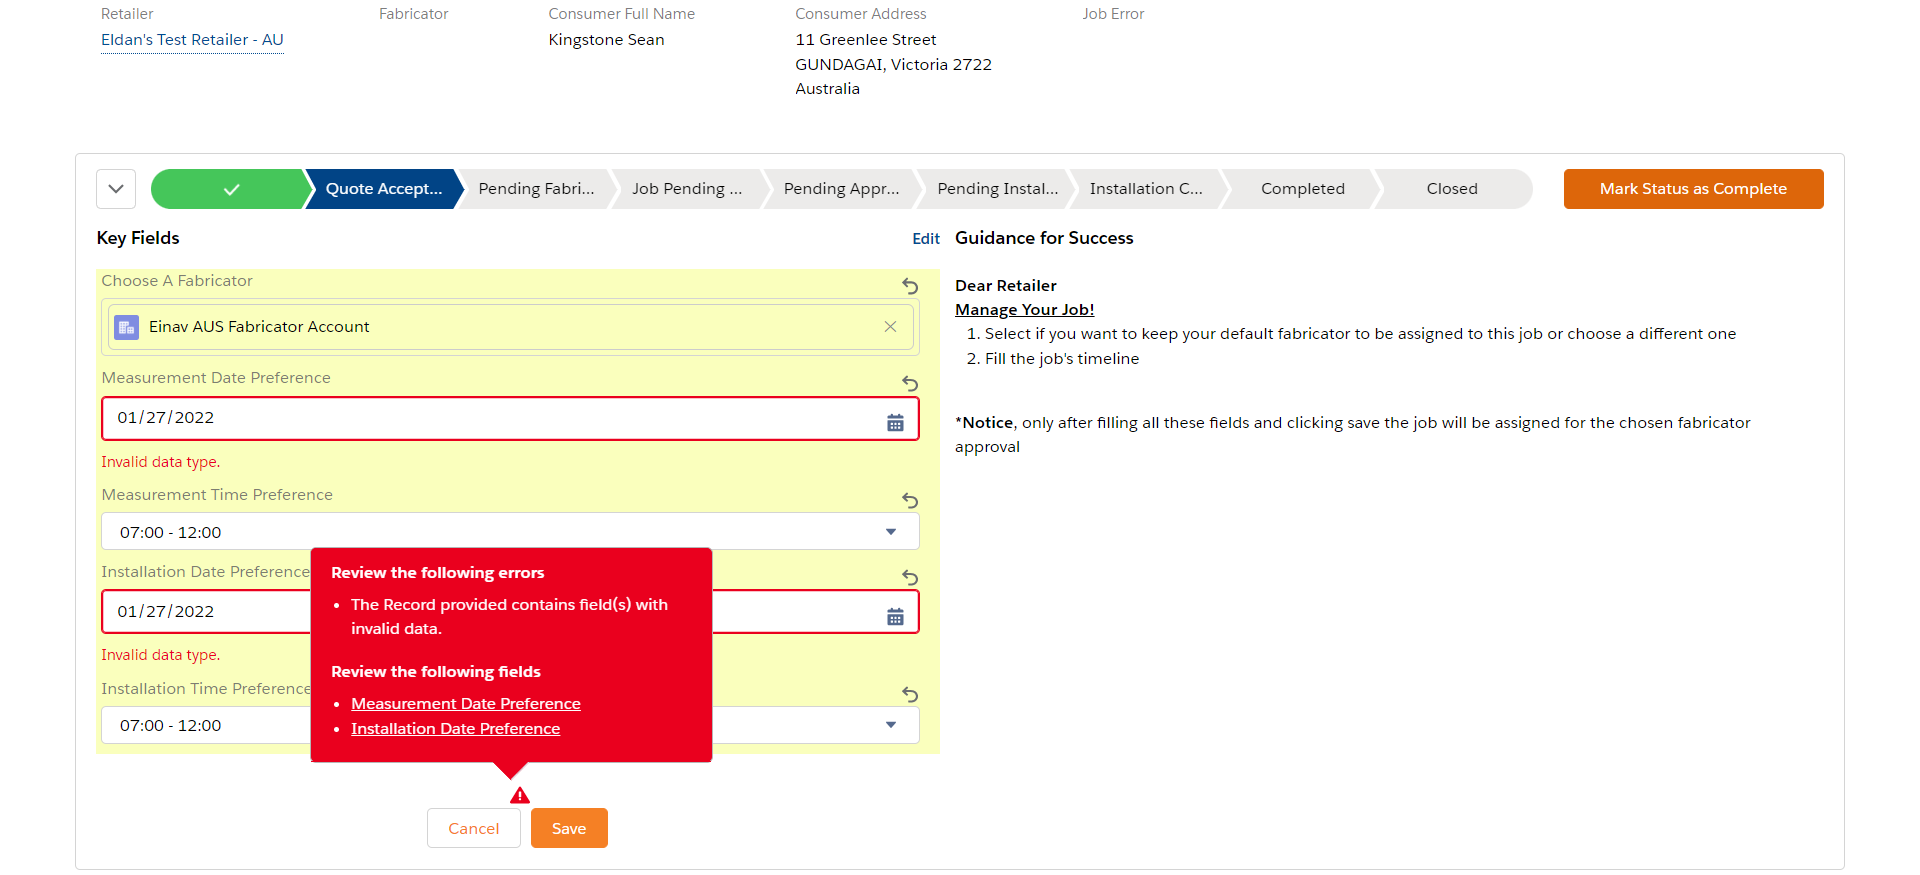 Retailer
Fabricator
Consumer Full Name
Consumer Address
Job Error
Eldan's Test Retailer - AU
Kingstone Sean
11 Greenlee Street
GUNDAGAI, Victoria 2722
Australia
Quote Accept...
Pending Fabri...
Job Pending ...
Pending Appr...
Pending Instal...
Installation C...
Completed
Closed
Mark Status as Complete
Key Fields
Edit
Choose A Fabricator
Einav AUS Fabricator Account
Measurement Date Preference
01/27/2022
Invalid data type.
Measurement Time Preference
07:00 - 12:00
Installation Date Preference
01/27/2022
Invalid data type.
Installation Time Preference
07:00 - 12:00
Review the following errors
• The Record provided contains field(s) with
invalid data.
Review the following fields
• Measurement Date Preference
• Installation Date Preference
Cancel
Save
Guidance for Success
Dear Retailer
Manage Your Job!
1. Select if you want to keep your default fabricator to be assigned to this job or choose a different one
2. Fill the job's timeline
*Notice, only after filling all these fields and clicking save the job will be assigned for the chosen fabricator
approval